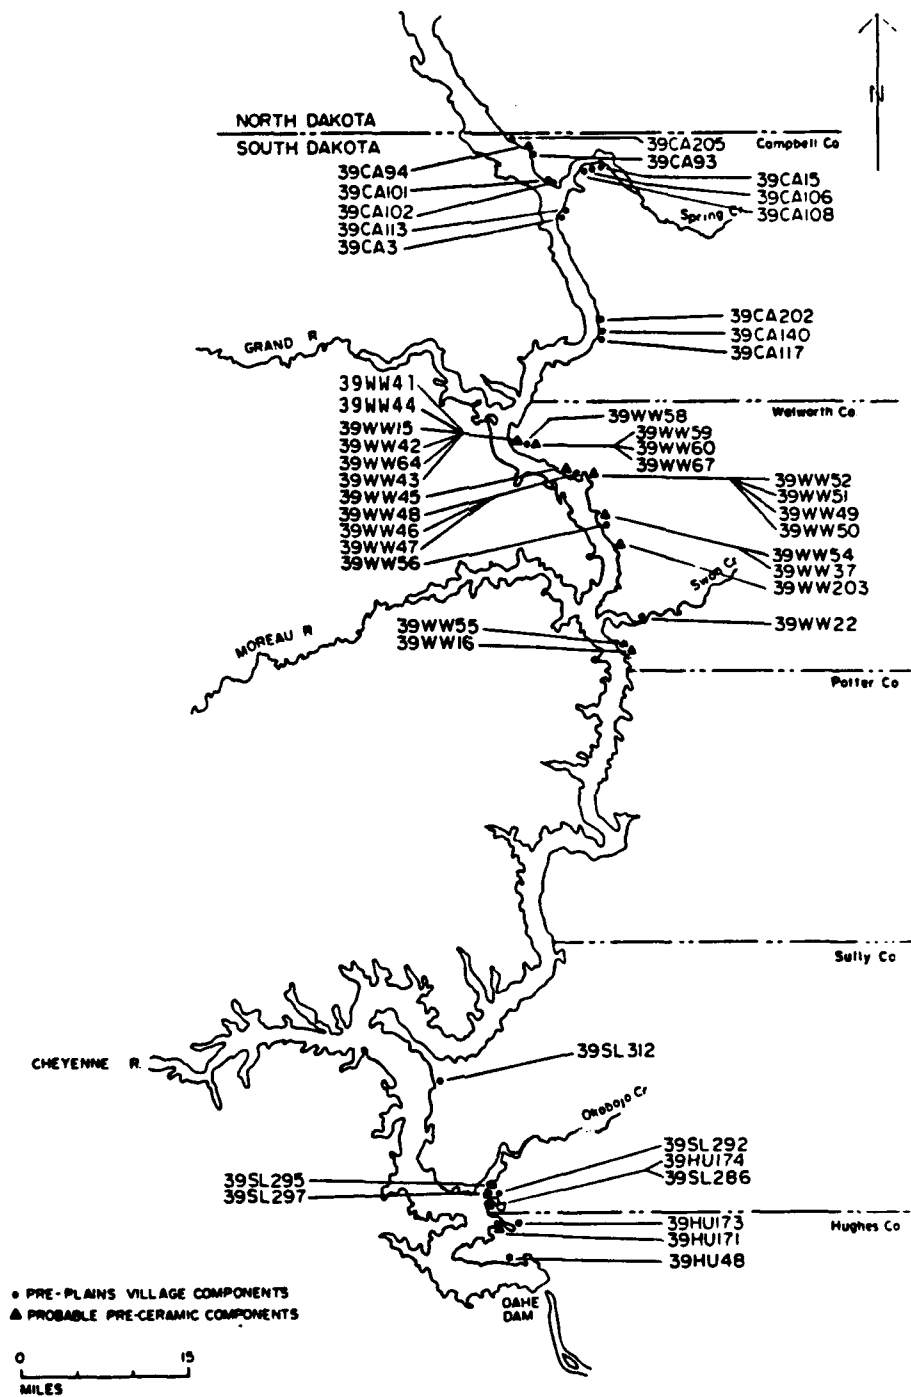 N
NORTH DAKOTA
SOUTH DAKOTA
39CA205
39CA93
Campbell Co
39CA94
39CA101
39CA102
39CA113
39CA3
39CA15
39CA106
39CA108
Spring Cr
39CA202
39CA140
39CA117
GRAND R
Walworth Co
39WW41
39WW44
39WW15
39WW42
39WW64
39WW43
39WW45
39WW48
39WW46
39WW47
39WW56
39WW58
39WW59
39WW60
39WW67
39WW52
39WW51
39WW49
39WW50
39WW54
39WW37
39WW203
Swan Cr
39WW22
39WW55
39WW16
MOREAU R
Potter Co
Sully Co
CHEYENNE R.
39SL312
Okobojo Cr
39SL292
39HU174
39SL286
39SL295
39SL297
39HU173
39HU171
39HU48
Hughes Co
OAHE
DAM
• PRE-PLAINS VILLAGE COMPONENTS
▲ PROBABLE PRE-CERAMIC COMPONENTS
0 15
MILES